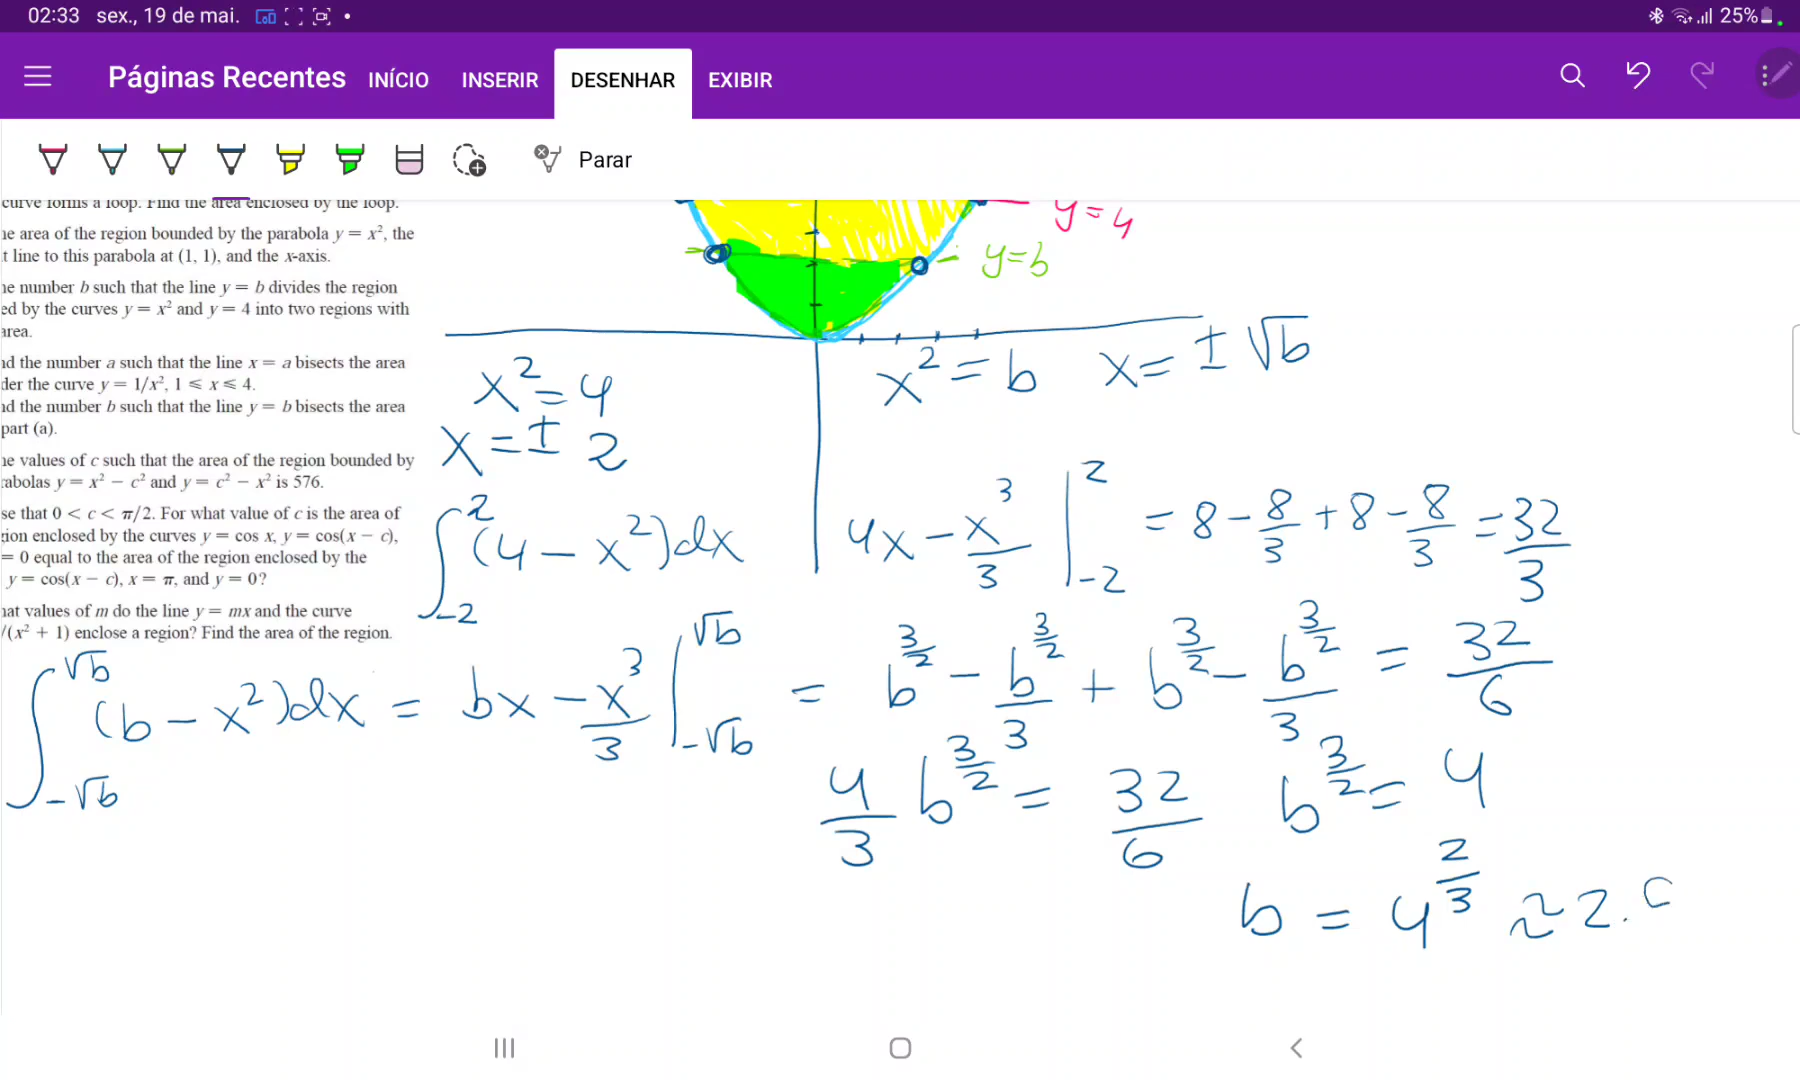 02:33 sex., 19 de mai. 25%
Páginas Recentes INÍCIO INSERIR DESENHAR EXIBIR
Parar
curve forms a loop. Find the area enclosed by the loop.
ne area of the region bounded by the parabola y = x², the
t line to this parabola at (1, 1), and the x-axis.
ne number b such that the line y = b divides the region
ed by the curves y = x² and y = 4 into two regions with
area.
nd the number a such that the line x = a bisects the area
der the curve y = 1/x², 1 ⩽ x ⩽ 4.
nd the number b such that the line y = b bisects the area
part (a).
ne values of c such that the area of the region bounded by
rabolas y = x² − c² and y = c² − x² is 576.
se that 0 < c < π/2. For what value of c is the area of
gion enclosed by the curves y = cos x, y = cos(x − c),
= 0 equal to the area of the region enclosed by the
y = cos(x − c), x = π, and y = 0?
hat values of m do the line y = mx and the curve
/(x² + 1) enclose a region? Find the area of the region.
y = 4
y = b
x² = 4
x = ± 2
x² = b x = ± √b
∫₋₂² (4 − x²)dx
4x − x³/3 |₋₂² = 8 − 8/3 + 8 − 8/3 = 32/3
∫_{−√b}^{√b} (b − x²)dx = bx − x³/3 |_{−√b}^{√b} = b^{3/2} − b^{3/2}/3 + b^{3/2} − b^{3/2}/3 = 32/6
4/3 b^{3/2} = 32/6 b^{3/2} = 4
b = 4^{2/3} ≈ 2.